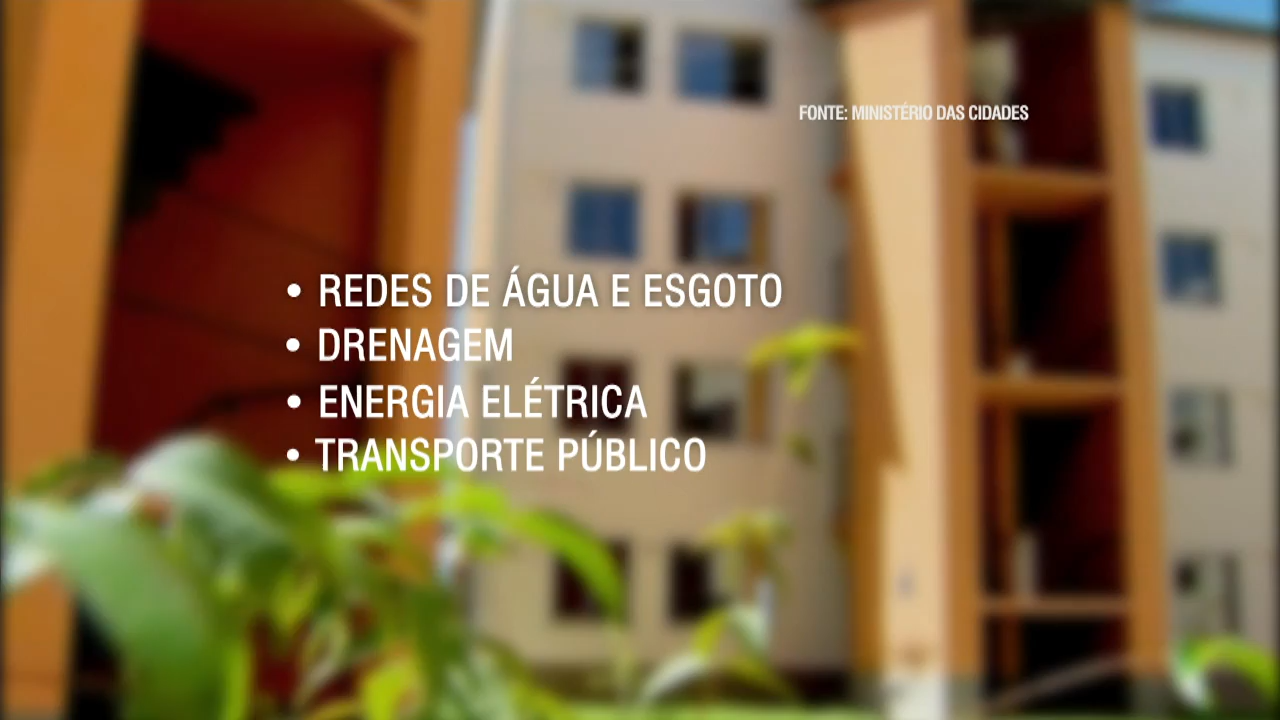 FONTE: MINISTÉRIO DAS CIDADES
• REDES DE ÁGUA E ESGOTO
• DRENAGEM
• ENERGIA ELÉTRICA
• TRANSPORTE PÚBLICO